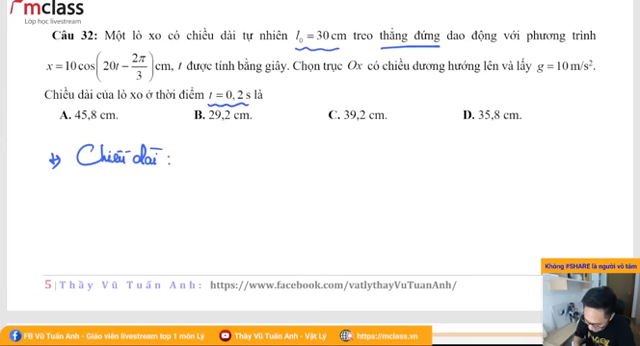 mclass
Lớp học livestream
Câu 32: Một lò xo có chiều dài tự nhiên l₀ = 30 cm treo thẳng đứng dao động với phương trình
x = 10cos(20t − 2π/3) cm, t được tính bằng giây. Chọn trục Ox có chiều dương hướng lên và lấy g = 10 m/s².
Chiều dài của lò xo ở thời điểm t = 0,2 s là
A. 45,8 cm. B. 29,2 cm. C. 39,2 cm. D. 35,8 cm.
Chiều dài :
Không #SHARE là người vô tâm
5 | Thầy Vũ Tuấn Anh: https://www.facebook.com/vatlythayVuTuanAnh/
FB Vũ Tuấn Anh - Giáo viên livestream top 1 môn Lý Thầy Vũ Tuấn Anh - Vật Lý https://mclass.vn